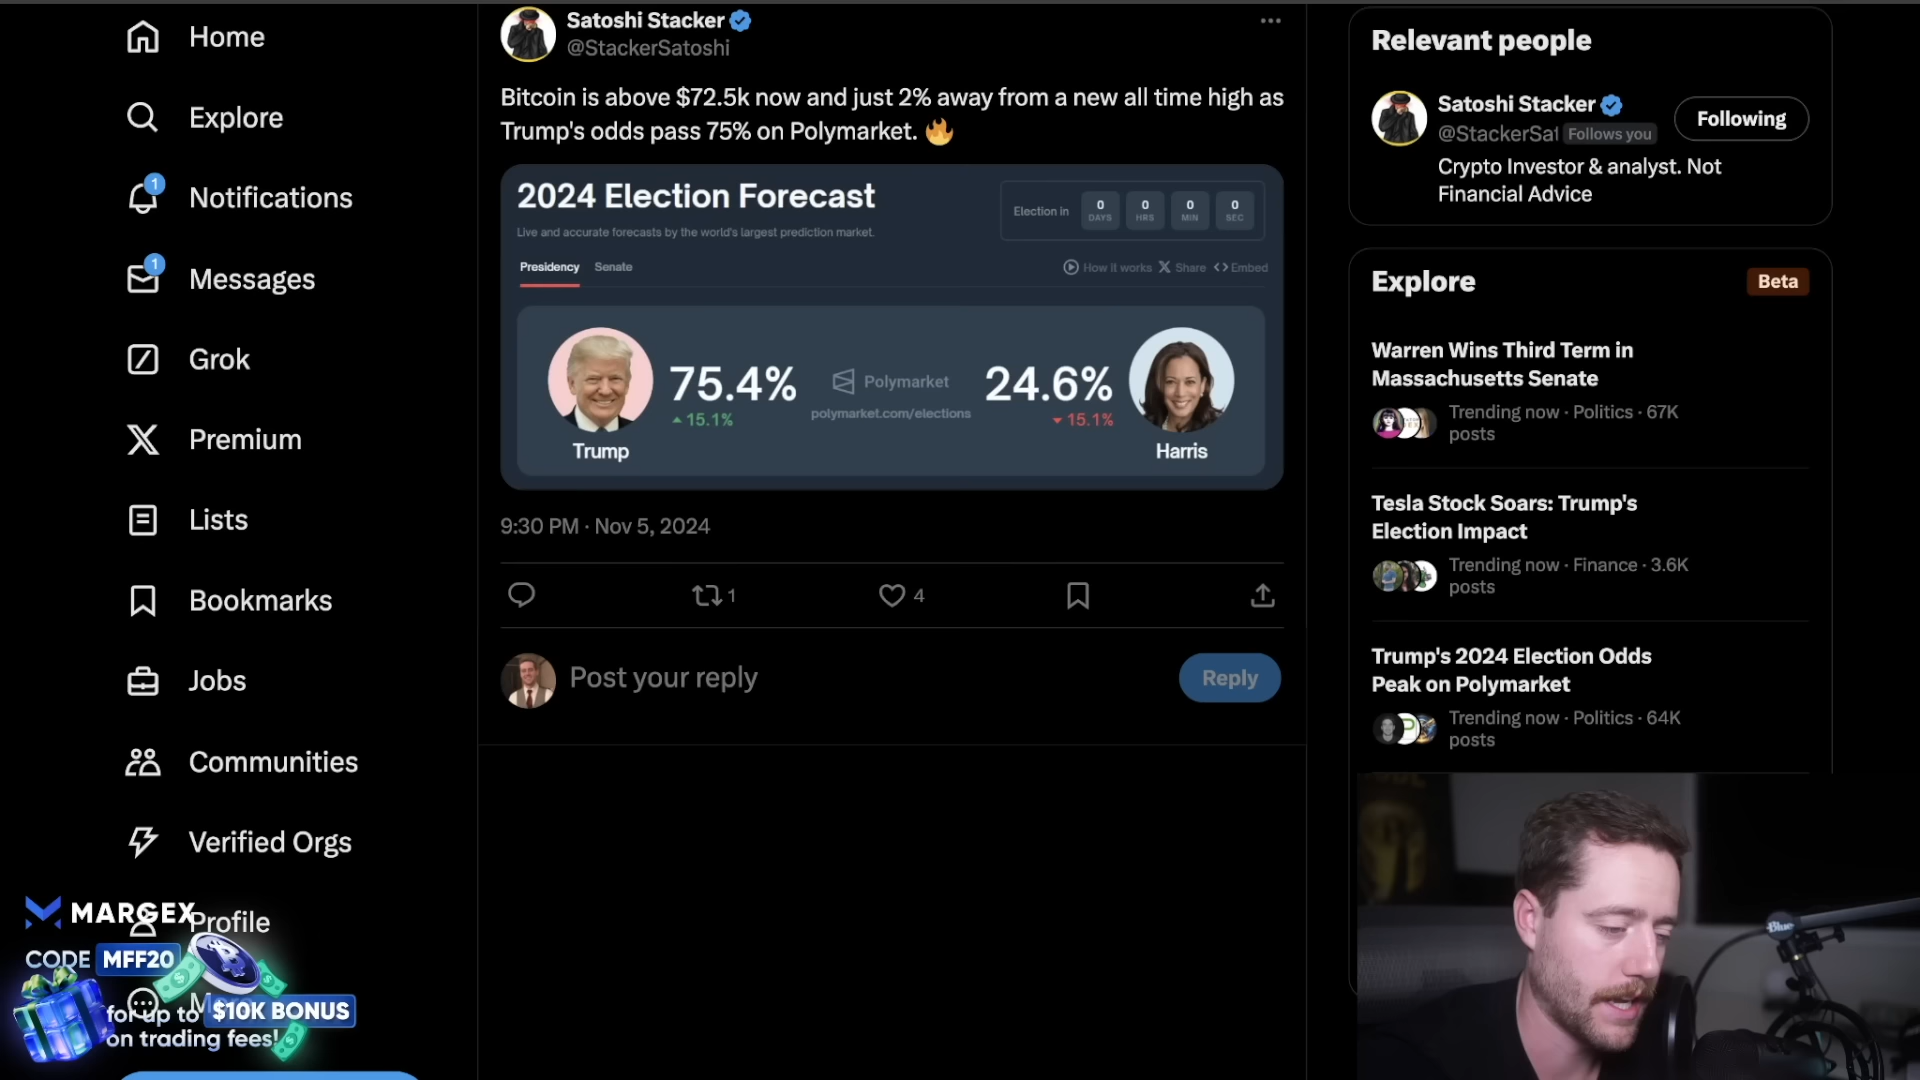 Home
Explore
1
Notifications
1
Messages
Grok
Premium
Lists
Bookmarks
Jobs
Communities
Verified Orgs
Profile
MARGEX
CODE MFF20
for up to $10K BONUS
on trading fees!
Satoshi Stacker
@StackerSatoshi
Bitcoin is above $72.5k now and just 2% away from a new all time high as
Trump's odds pass 75% on Polymarket. 🔥
2024 Election Forecast
Live and accurate forecasts by the world's largest prediction market.
Election in
0 0 0 0
DAYS HRS MIN SEC
Presidency Senate
How it works Share Embed
75.4%
15.1%
Trump
Polymarket
polymarket.com/elections
24.6%
15.1%
Harris
9:30 PM · Nov 5, 2024
1
4
Post your reply
Reply
Relevant people
Satoshi Stacker
@StackerSat Follows you
Following
Crypto Investor & analyst. Not
Financial Advice
Explore
Beta
Warren Wins Third Term in
Massachusetts Senate
Trending now · Politics · 67K
posts
Tesla Stock Soars: Trump's
Election Impact
Trending now · Finance · 3.6K
posts
Trump's 2024 Election Odds
Peak on Polymarket
Trending now · Politics · 64K
posts
Blue